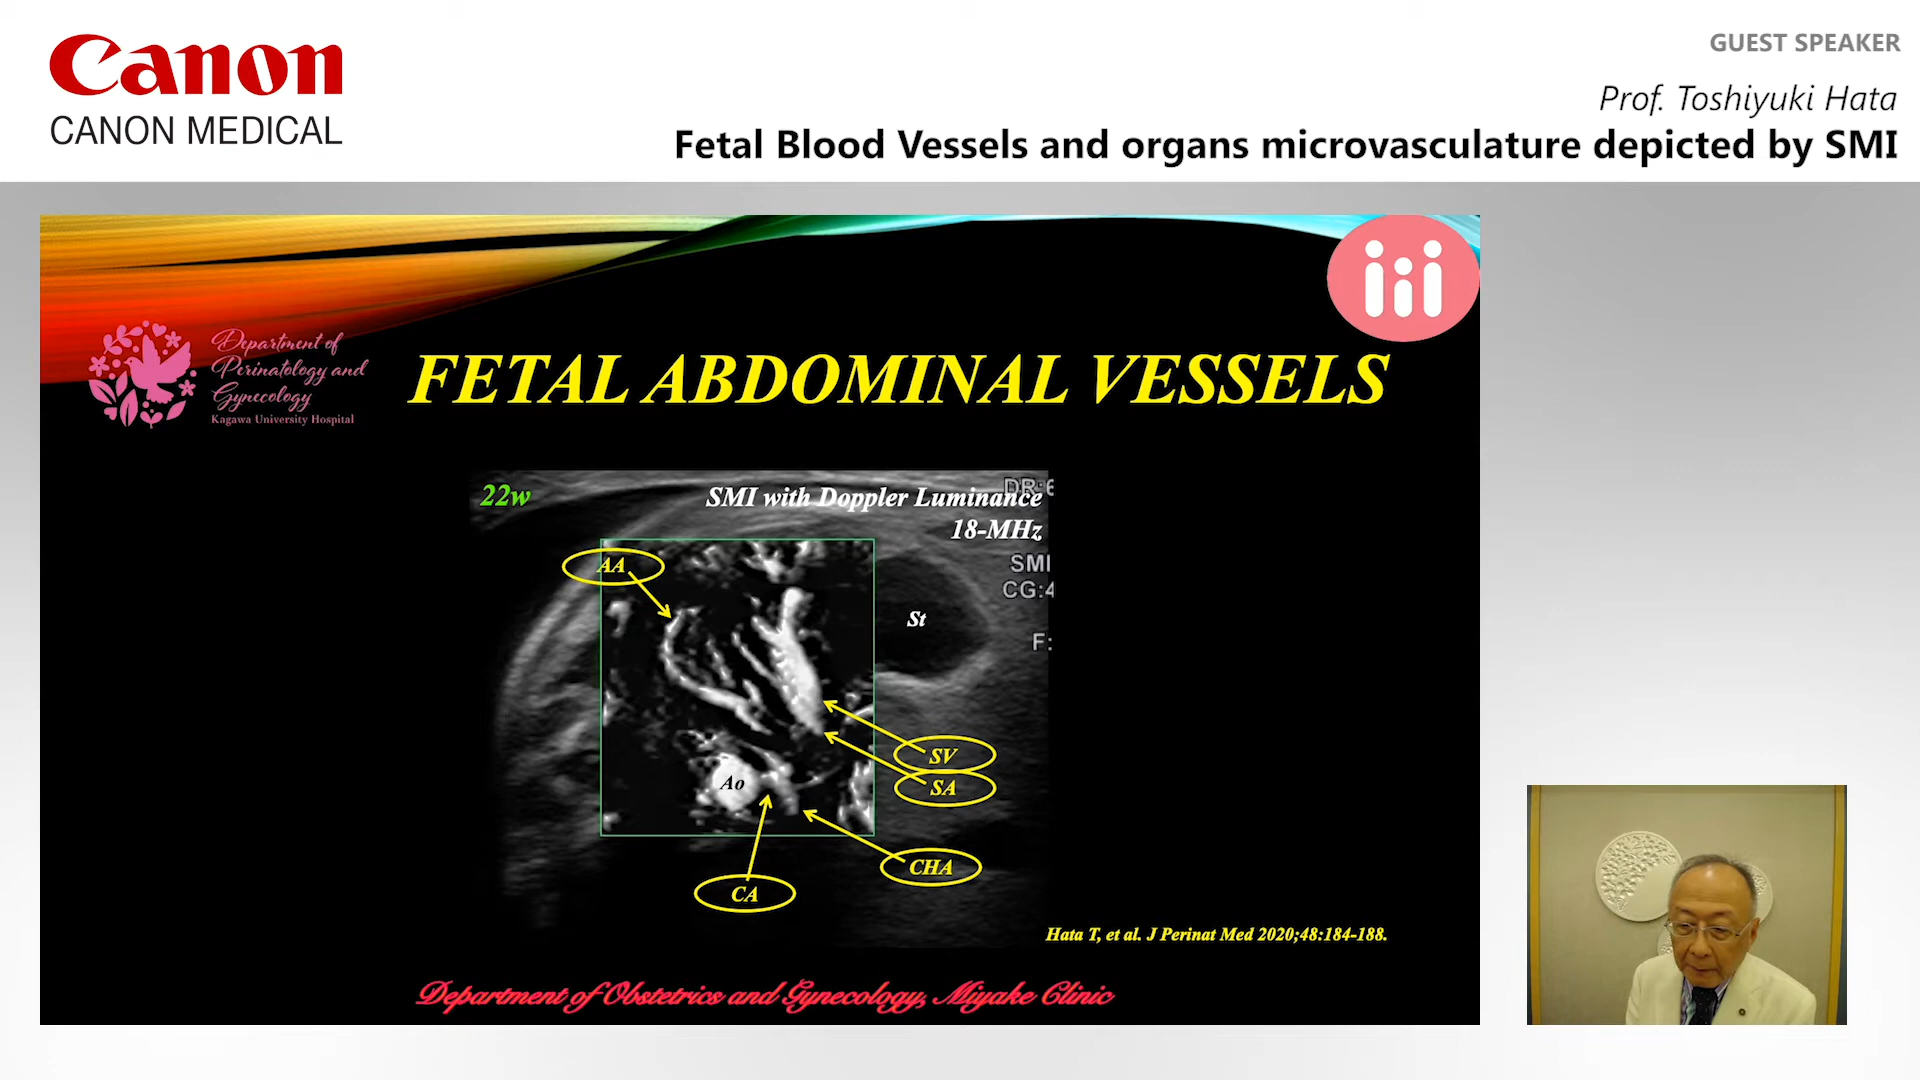 Canon
CANON MEDICAL
GUEST SPEAKER
Prof. Toshiyuki Hata
Fetal Blood Vessels and organs microvasculature depicted by SMI
Department of
Perinatology and
Gynecology
Kagawa University Hospital
FETAL ABDOMINAL VESSELS
22w
SMI with Doppler Luminance
18-MHz
DR:6
SMI
CG:4
F:
AA
St
SV
SA
Ao
CHA
CA
Hata T, et al. J Perinat Med 2020;48:184-188.
Department of Obstetrics and Gynecology, Miyake Clinic